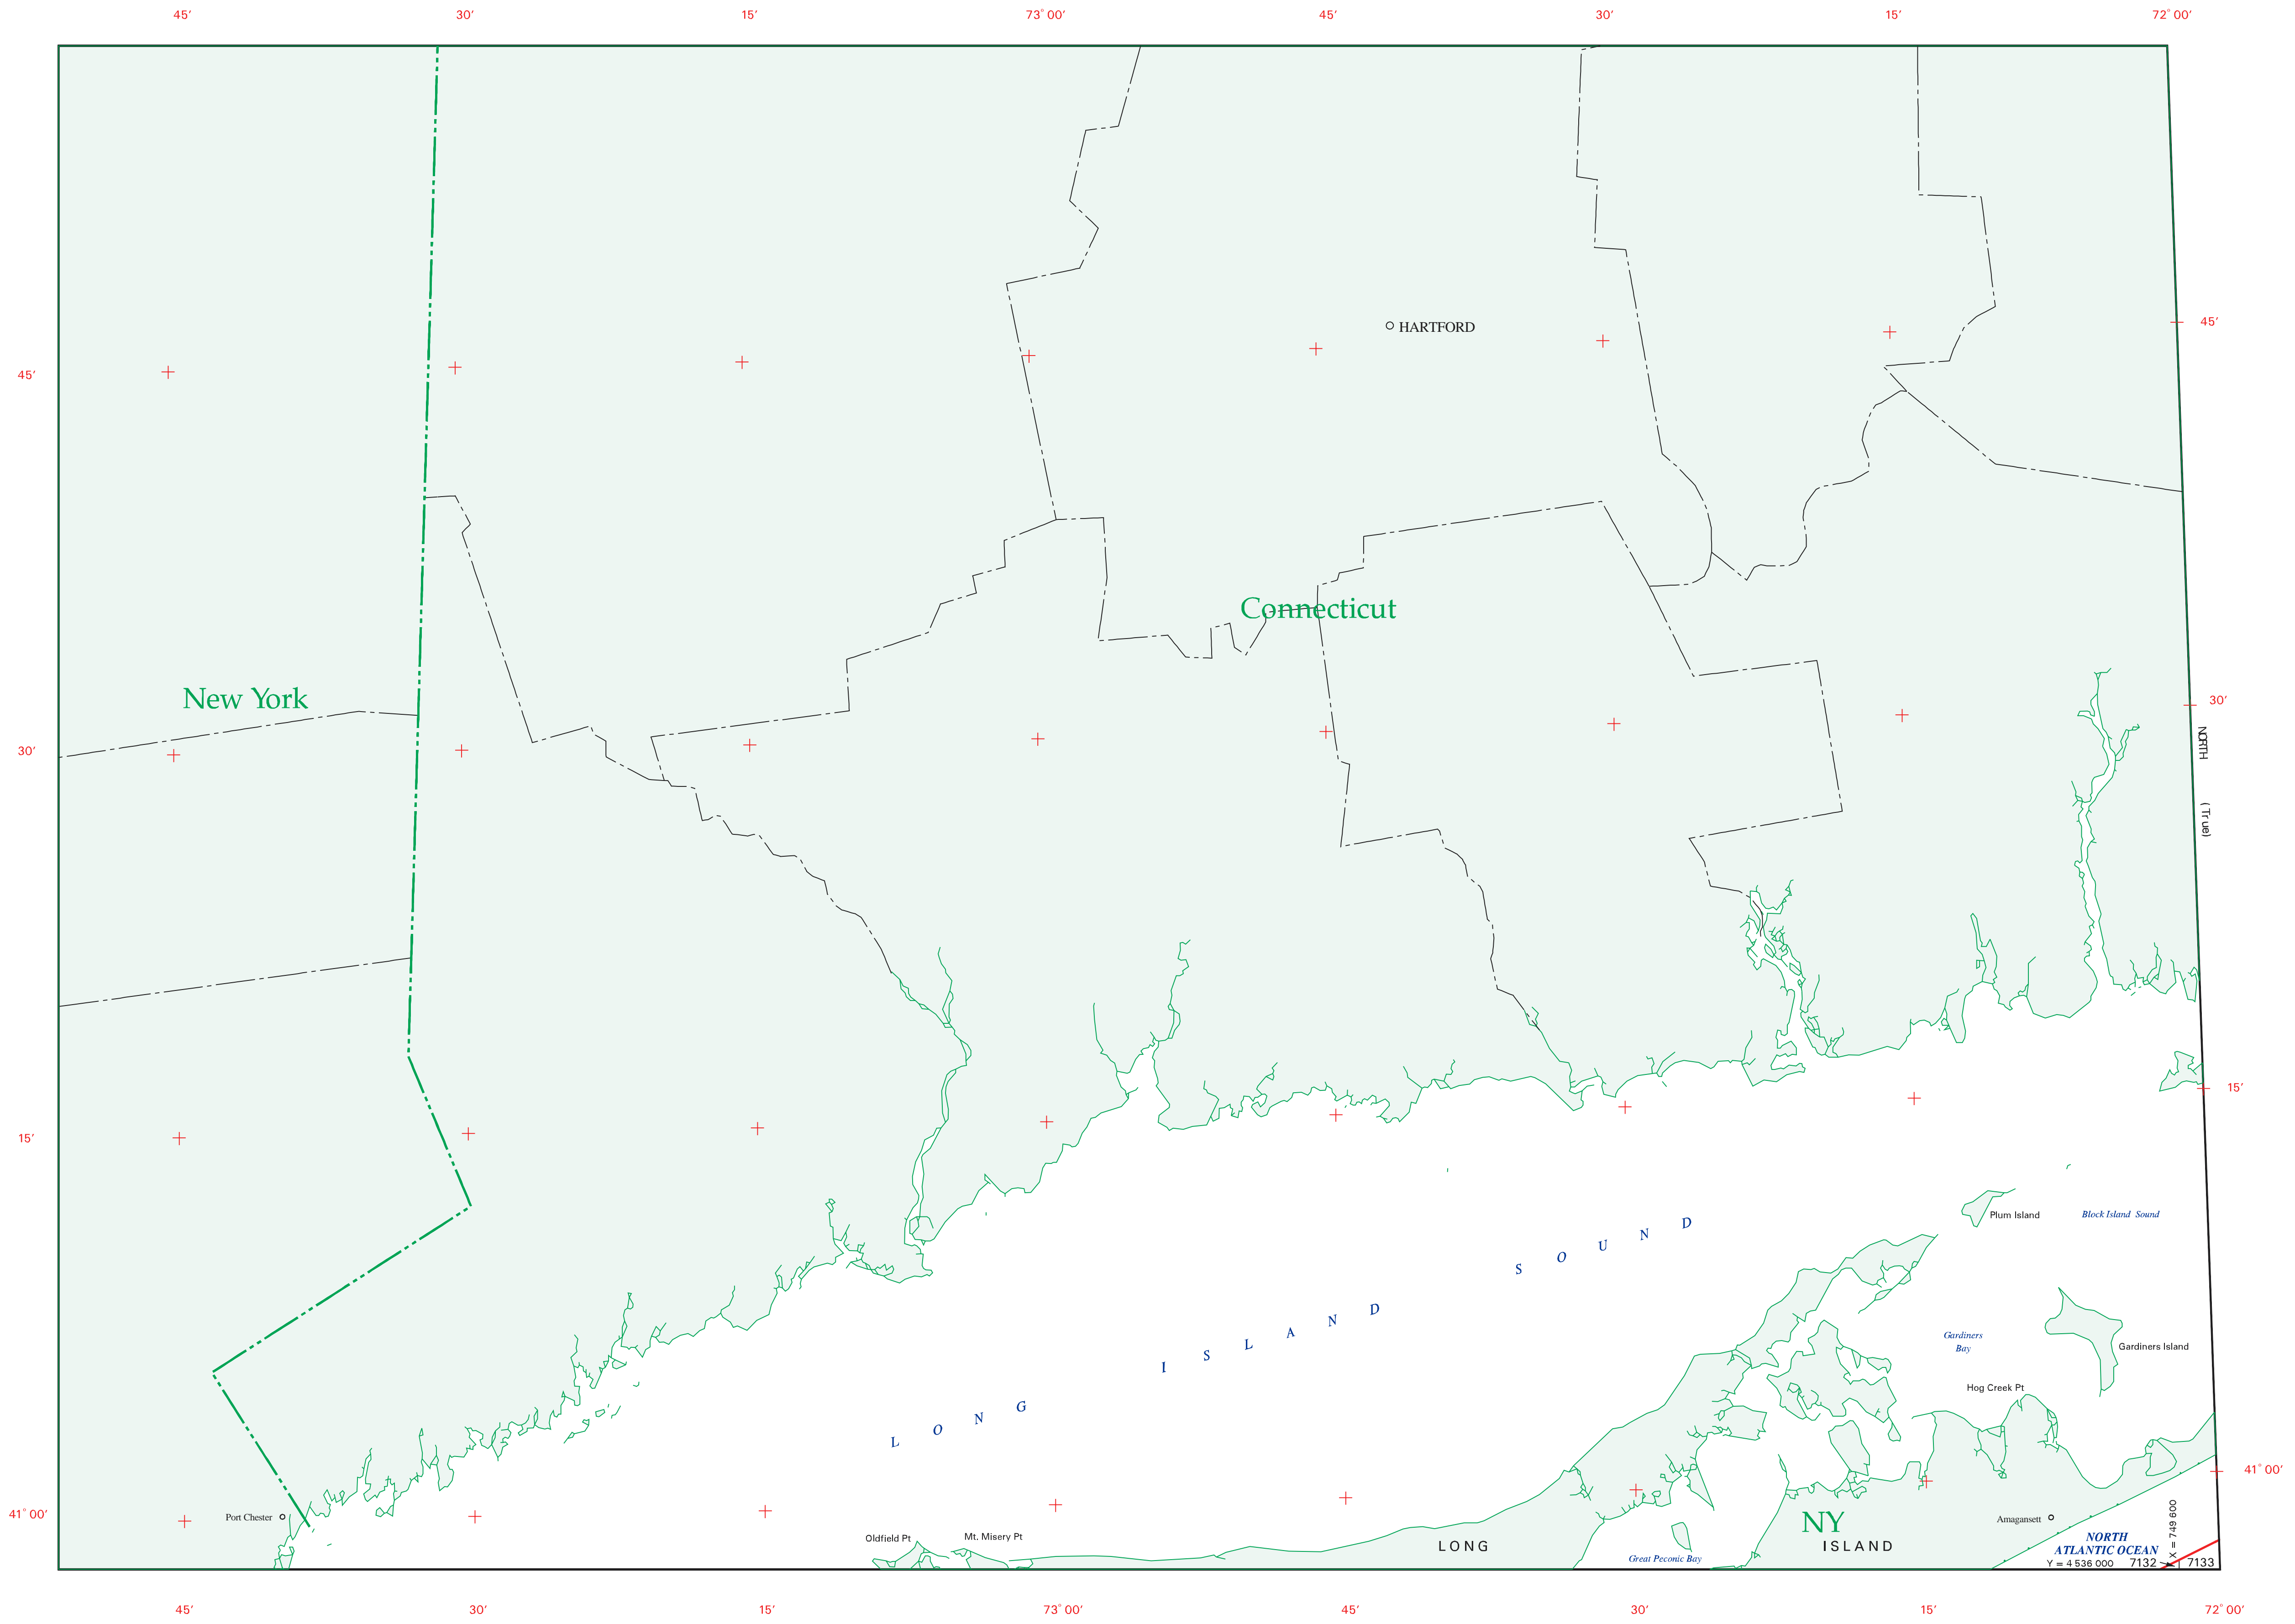 45′ 30′ 15′ 73° 00′ 45′ 30′ 15′ 72° 00′
HARTFORD
45′
45′
Connecticut
New York
30′
30′
NORTH (True)
15′
15′
Plum Island
Block Island Sound
LONG ISLAND SOUND
Gardiners
Bay
Gardiners Island
Hog Creek Pt
41° 00′
41° 00′
Port Chester
Oldfield Pt
Mt. Misery Pt
NY
LONG ISLAND
Great Peconic Bay
Amagansett
NORTH
ATLANTIC OCEAN
X = 749 600
Y = 4 536 000
7132 7133
45′ 30′ 15′ 73° 00′ 45′ 30′ 15′ 72° 00′